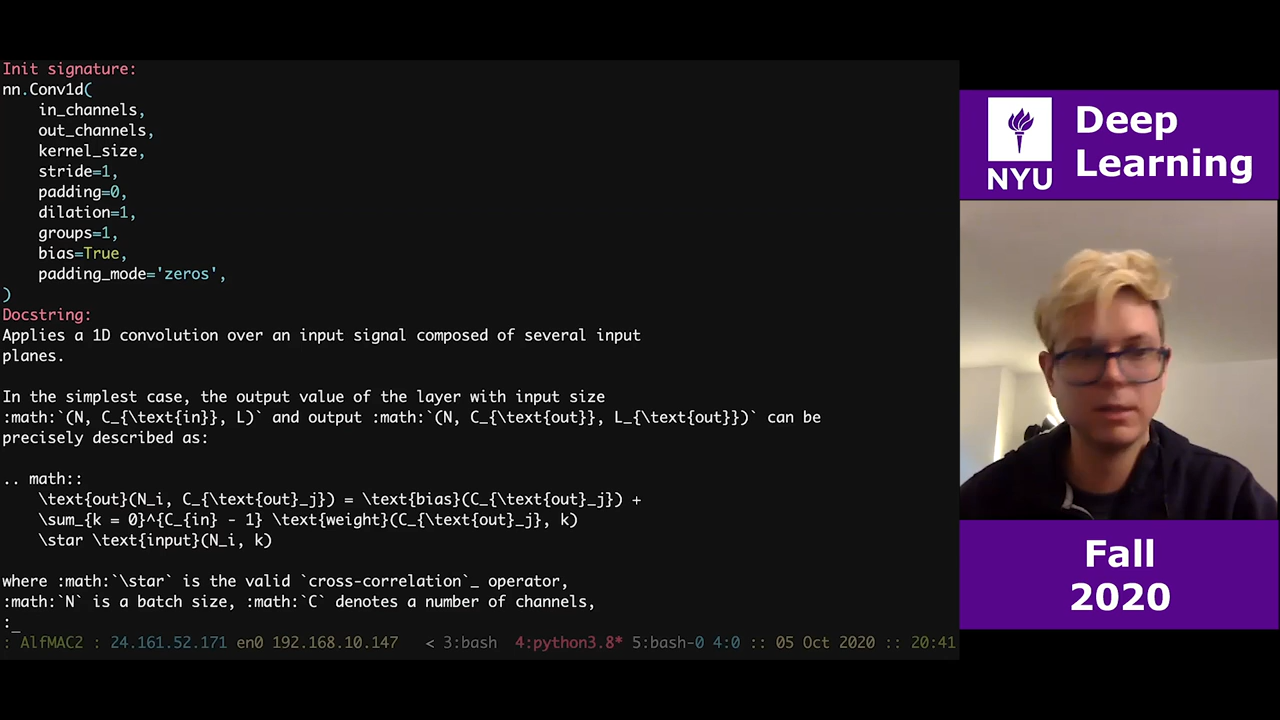 Init signature:
nn.Conv1d(
    in_channels,
    out_channels,
    kernel_size,
    stride=1,
    padding=0,
    dilation=1,
    groups=1,
    bias=True,
    padding_mode='zeros',
)
Docstring:
Applies a 1D convolution over an input signal composed of several input
planes.

In the simplest case, the output value of the layer with input size
:math:`(N, C_{\text{in}}, L)` and output :math:`(N, C_{\text{out}}, L_{\text{out}})` can be
precisely described as:

.. math::
    \text{out}(N_i, C_{\text{out}_j}) = \text{bias}(C_{\text{out}_j}) +
    \sum_{k = 0}^{C_{in} - 1} \text{weight}(C_{\text{out}_j}, k)
    \star \text{input}(N_i, k)

where :math:`\star` is the valid `cross-correlation`_ operator,
:math:`N` is a batch size, :math:`C` denotes a number of channels,
:_
: AlfMAC2 : 24.161.52.171 en0 192.168.10.147   < 3:bash  4:python3.8* 5:bash-0 4:0 :: 05 Oct 2020 :: 20:41
NYU
Deep
Learning
Fall
2020